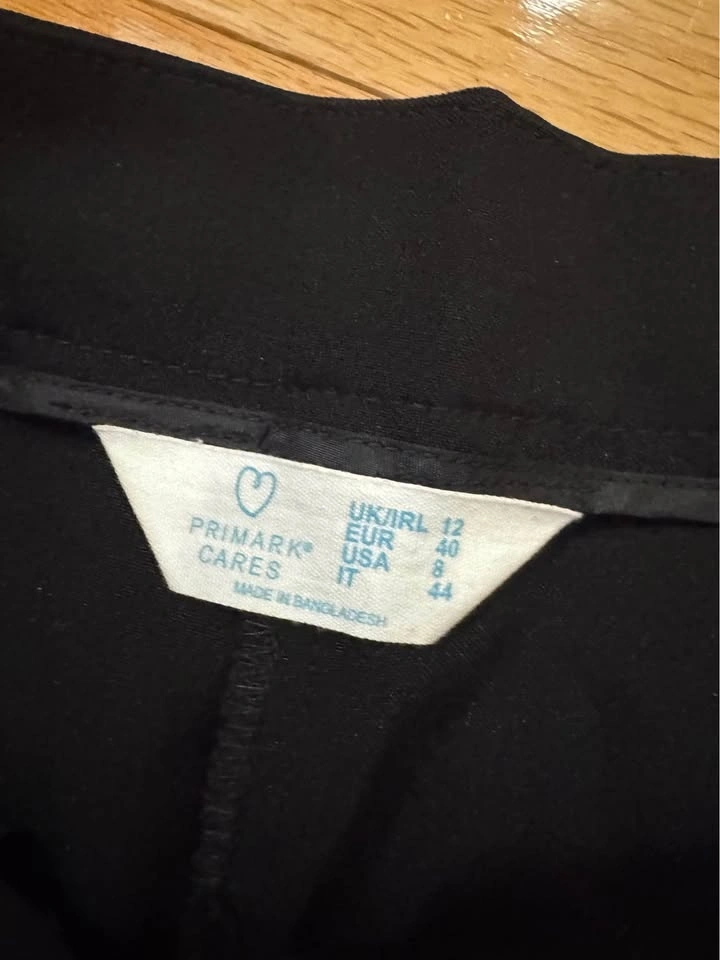 PRIMARK®
CARES
UK/IRL 12
EUR 40
USA 8
IT 44
MADE IN BANGLADESH